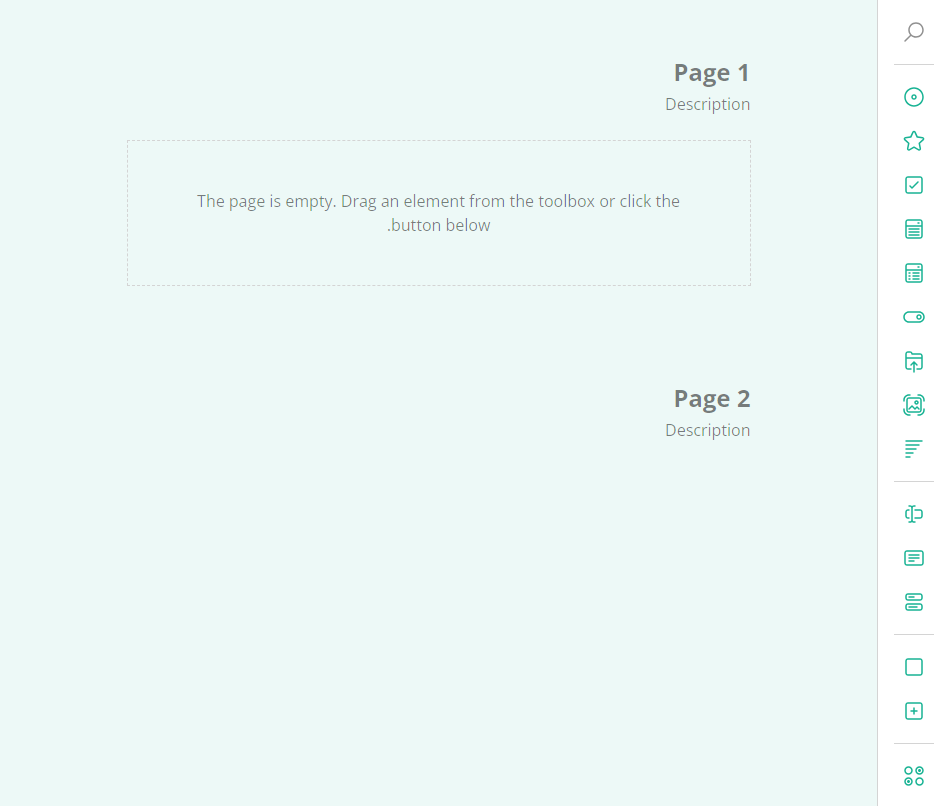 Page 1
Description
The page is empty. Drag an element from the toolbox or click the
.button below
Page 2
Description